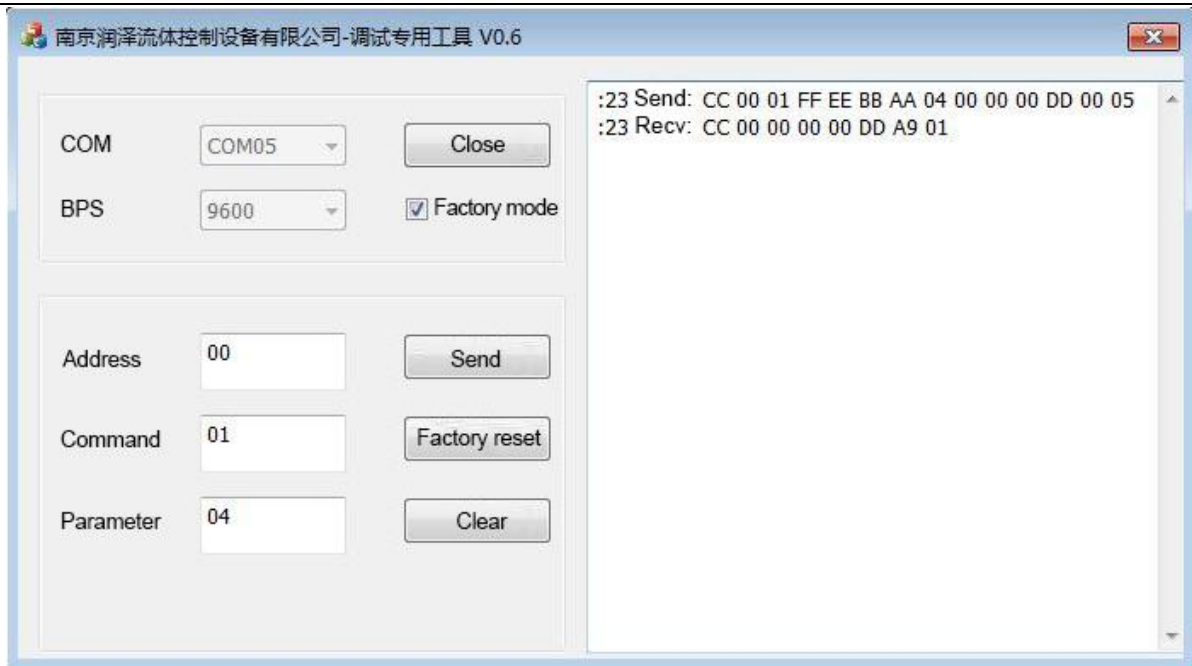 南京润泽流体控制设备有限公司-调试专用工具 V0.6
COM
COM05
Close
BPS
9600
Factory mode
Address
00
Send
Command
01
Factory reset
Parameter
04
Clear
:23 Send: CC 00 01 FF EE BB AA 04 00 00 00 DD 00 05
:23 Recv: CC 00 00 00 00 DD A9 01